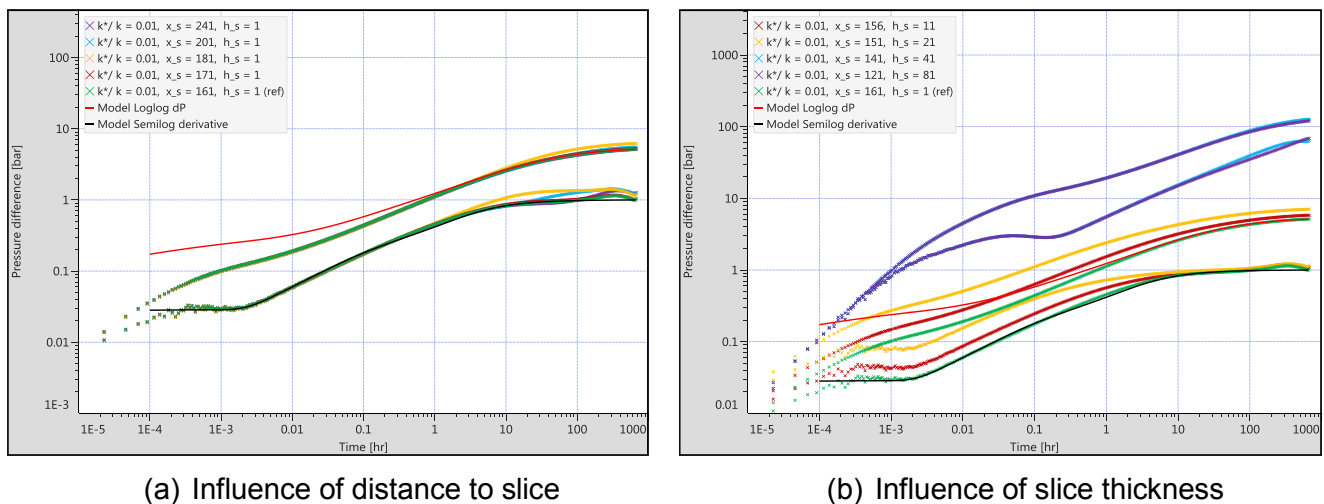 k*/ k = 0.01, x_s = 241, h_s = 1
k*/ k = 0.01, x_s = 201, h_s = 1
k*/ k = 0.01, x_s = 181, h_s = 1
k*/ k = 0.01, x_s = 171, h_s = 1
k*/ k = 0.01, x_s = 161, h_s = 1 (ref)
Model Loglog dP
Model Semilog derivative
100
10
1
0.1
0.01
1E-3
Pressure difference [bar]
1E-5 1E-4 1E-3 0.01 0.1 1 10 100 1000
Time [hr]
(a) Influence of distance to slice
k*/ k = 0.01, x_s = 156, h_s = 11
k*/ k = 0.01, x_s = 151, h_s = 21
k*/ k = 0.01, x_s = 141, h_s = 41
k*/ k = 0.01, x_s = 121, h_s = 81
k*/ k = 0.01, x_s = 161, h_s = 1 (ref)
Model Loglog dP
Model Semilog derivative
1000
100
10
1
0.1
0.01
Pressure difference [bar]
1E-5 1E-4 1E-3 0.01 0.1 1 10 100 1000
Time [hr]
(b) Influence of slice thickness